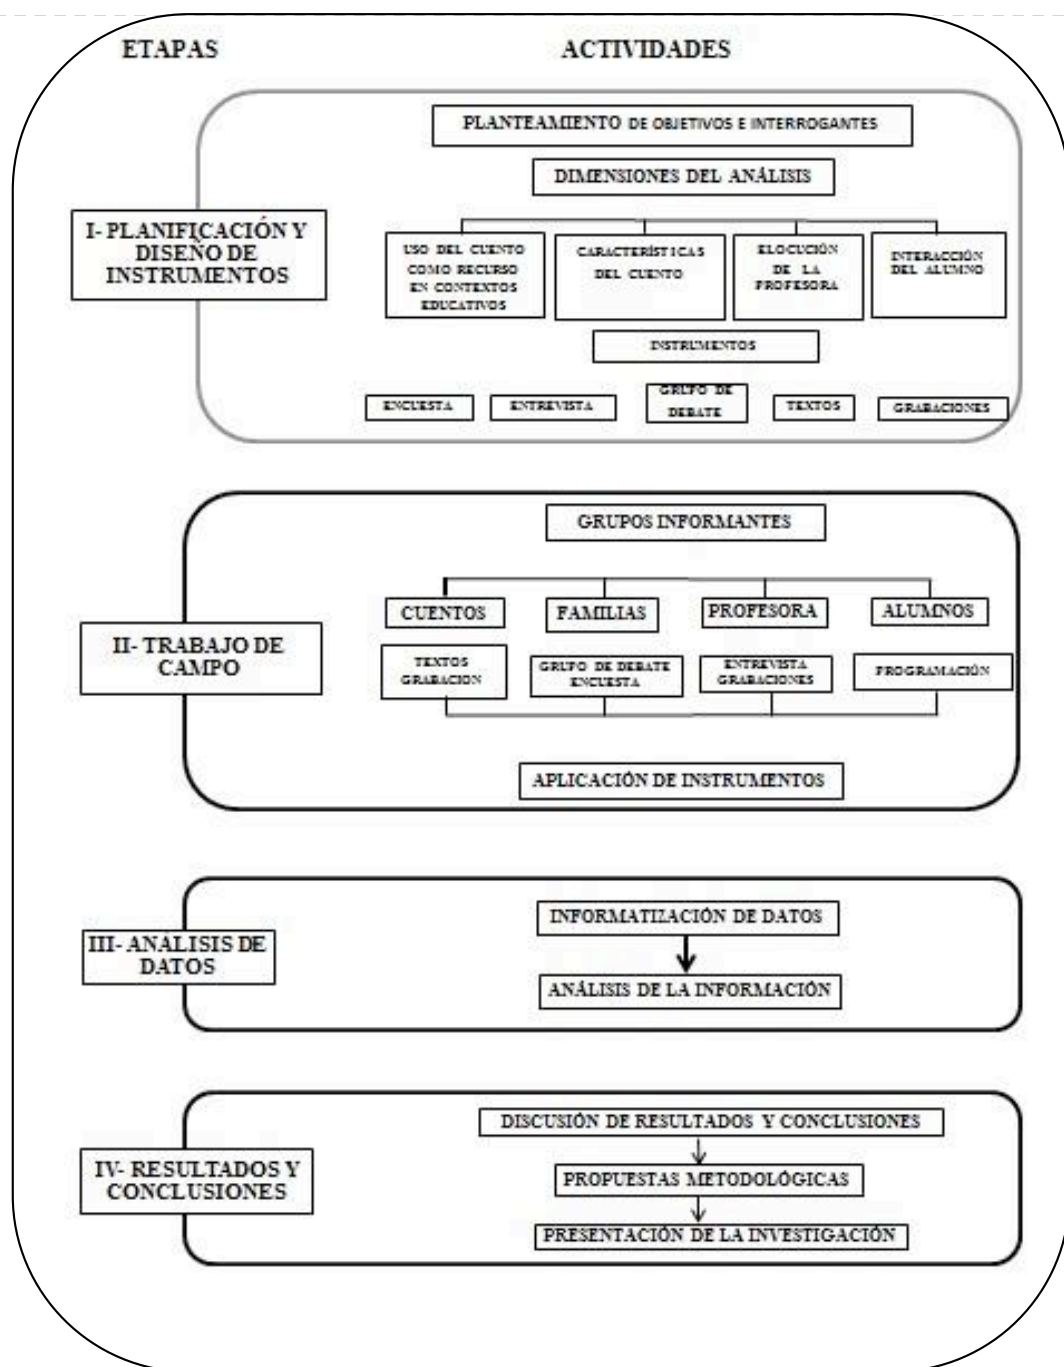 ETAPAS
ACTIVIDADES
PLANTEAMIENTO DE OBJETIVOS E INTERROGANTES
DIMENSIONES DEL ANÁLISIS
I- PLANIFICACIÓN Y
DISEÑO DE
INSTRUMENTOS
USO DEL CUENTO
COMO RECURSO
EN CONTEXTOS
EDUCATIVOS
CARACTERÍSTICAS
DEL CUENTO
ELOCUCIÓN
DE LA
PROFESORA
INTERACCIÓN
DEL ALUMNO
INSTRUMENTOS
ENCUESTA
ENTREVISTA
GRUPO DE
DEBATE
TEXTOS
GRABACIONES
GRUPOS INFORMANTES
II- TRABAJO DE
CAMPO
CUENTOS
FAMILIAS
PROFESORA
ALUMNOS
TEXTOS
GRABACION
GRUPO DE DEBATE
ENCUESTA
ENTREVISTA
GRABACIONES
PROGRAMACIÓN
APLICACIÓN DE INSTRUMENTOS
III- ANÁLISIS DE
DATOS
INFORMATIZACIÓN DE DATOS
ANÁLISIS DE LA INFORMACIÓN
IV- RESULTADOS Y
CONCLUSIONES
DISCUSIÓN DE RESULTADOS Y CONCLUSIONES
PROPUESTAS METODOLÓGICAS
PRESENTACIÓN DE LA INVESTIGACIÓN